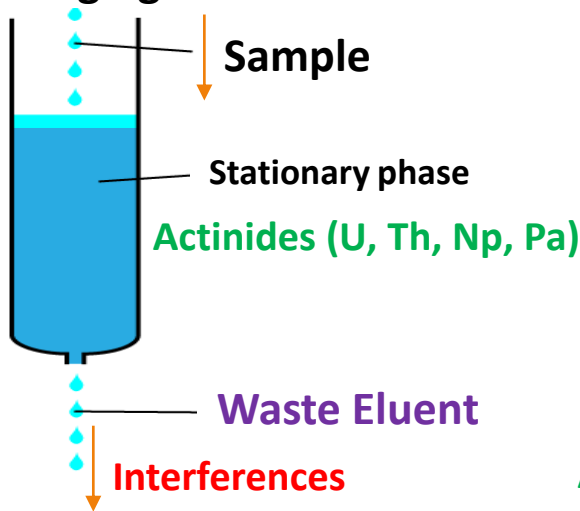 Sample
Stationary phase
Actinides (U, Th, Np, Pa)
Waste Eluent
Interferences